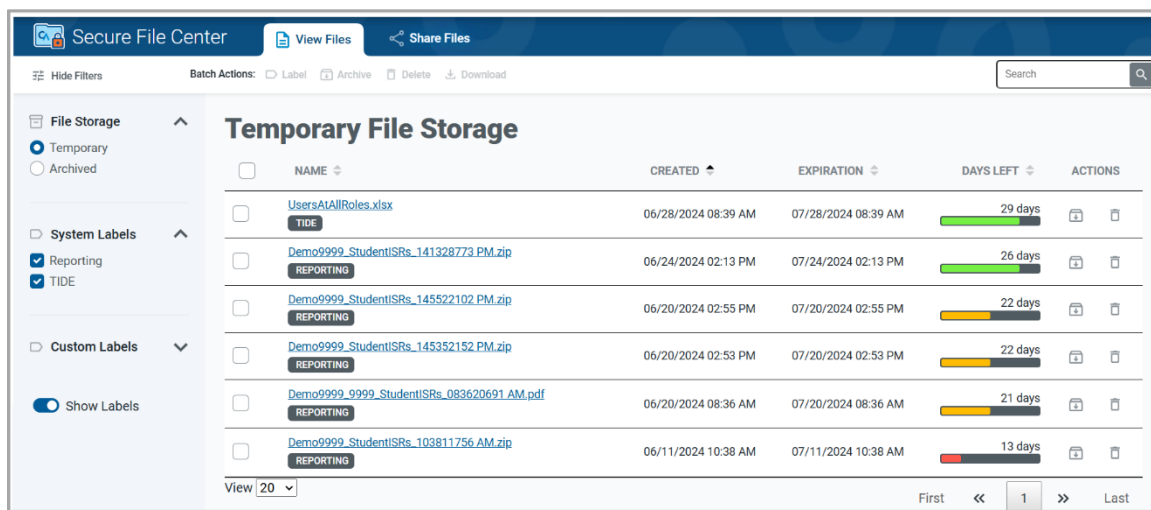 CA Secure File Center View Files Share Files
Hide Filters Batch Actions: Label Archive Delete Download Search
File Storage
Temporary
Archived
System Labels
Reporting
TIDE
Custom Labels
Show Labels
Temporary File Storage
NAME CREATED EXPIRATION DAYS LEFT ACTIONS
UsersAtAllRoles.xlsx 06/28/2024 08:39 AM 07/28/2024 08:39 AM 29 days
TIDE
Demo9999_StudentISRs_141328773 PM.zip 06/24/2024 02:13 PM 07/24/2024 02:13 PM 26 days
REPORTING
Demo9999_StudentISRs_145522102 PM.zip 06/20/2024 02:55 PM 07/20/2024 02:55 PM 22 days
REPORTING
Demo9999_StudentISRs_145352152 PM.zip 06/20/2024 02:53 PM 07/20/2024 02:53 PM 22 days
REPORTING
Demo9999_9999_StudentISRs_083620691 AM.pdf 06/20/2024 08:36 AM 07/20/2024 08:36 AM 21 days
REPORTING
Demo9999_StudentISRs_103811756 AM.zip 06/11/2024 10:38 AM 07/11/2024 10:38 AM 13 days
REPORTING
View 20
First « 1 » Last